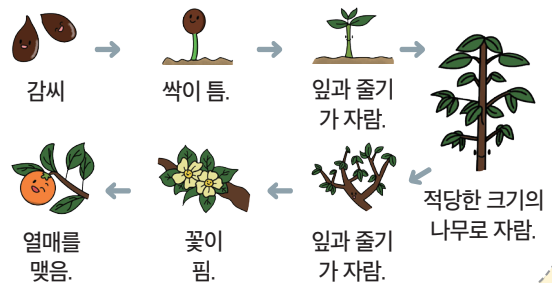 감씨
싹이 틈.
잎과 줄기
가 자람.
적당한 크기의
나무로 자람.
잎과 줄기
가 자람.
꽃이
핌.
열매를
맺음.